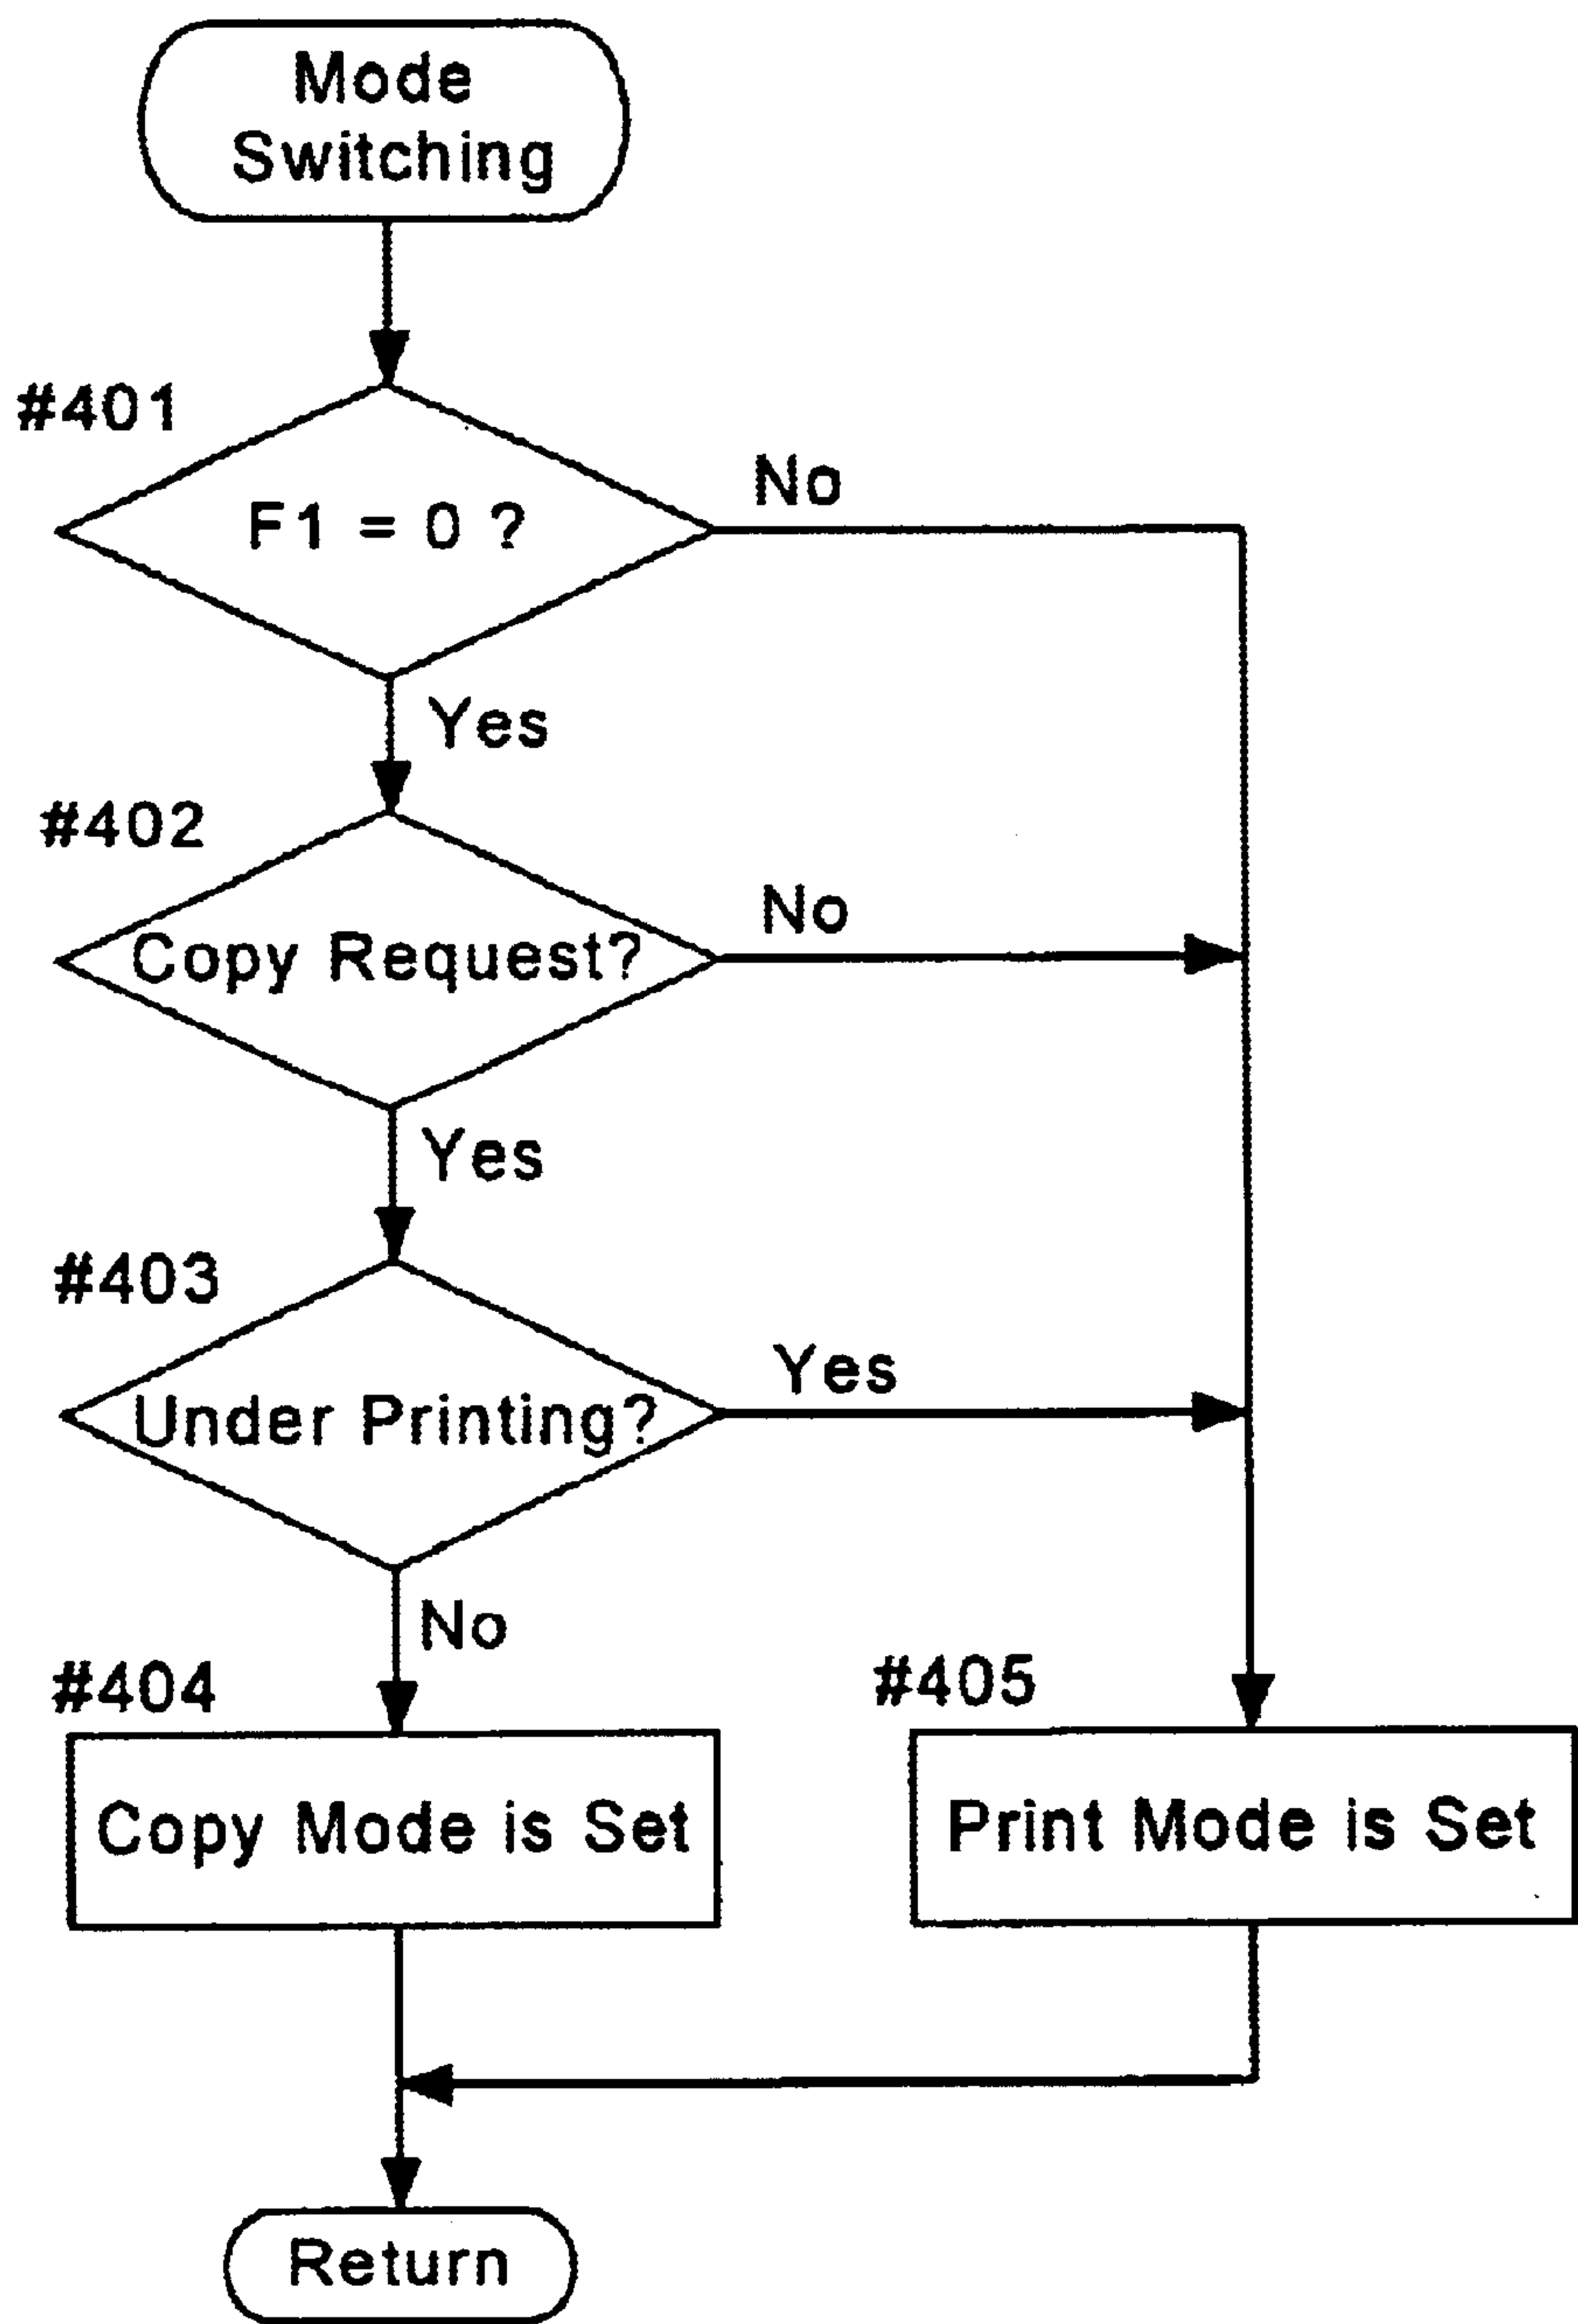 Mode
Switching
#401
F1 = 0 ?
No
Yes
#402
Copy Request?
No
Yes
#403
Under Printing?
Yes
No
#404
Copy Mode is Set
#405
Print Mode is Set
Return